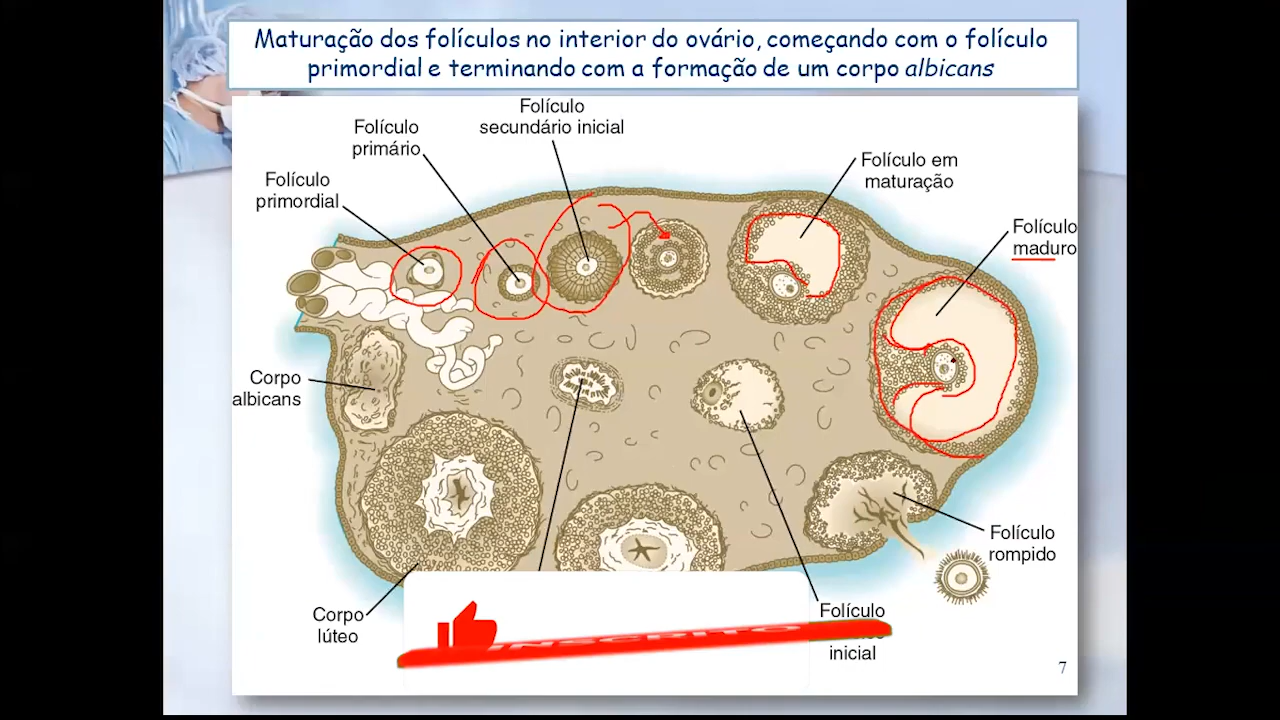 Maturação dos folículos no interior do ovário, começando com o folículo
primordial e terminando com a formação de um corpo albicans
Folículo
secundário inicial
Folículo
primário
Folículo
primordial
Folículo em
maturação
Folículo
maduro
Corpo
albicans
Folículo
rompido
Corpo
lúteo
Folículo
inicial
INSCRITO
7